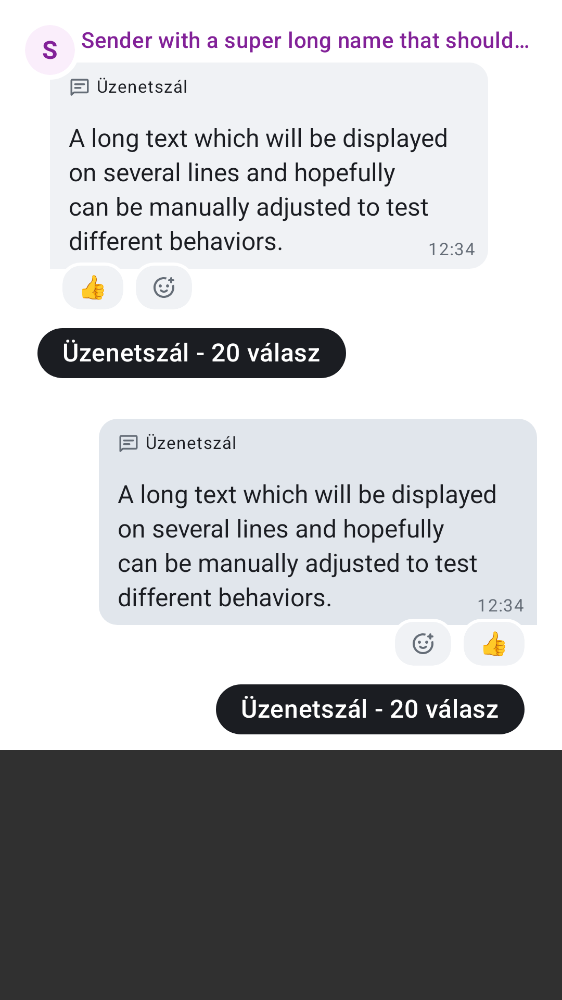 S
Sender with a super long name that should…
Üzenetszál
A long text which will be displayed
on several lines and hopefully
can be manually adjusted to test
different behaviors.
12:34
👍
Üzenetszál - 20 válasz
Üzenetszál
A long text which will be displayed
on several lines and hopefully
can be manually adjusted to test
different behaviors.
12:34
👍
Üzenetszál - 20 válasz